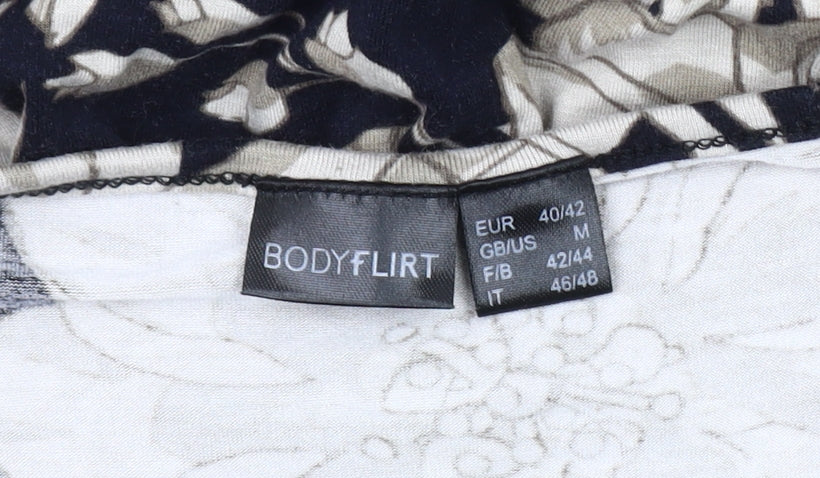 BODYFLIRT
EUR 40/42
GB/US M
F/B 42/44
IT 46/48